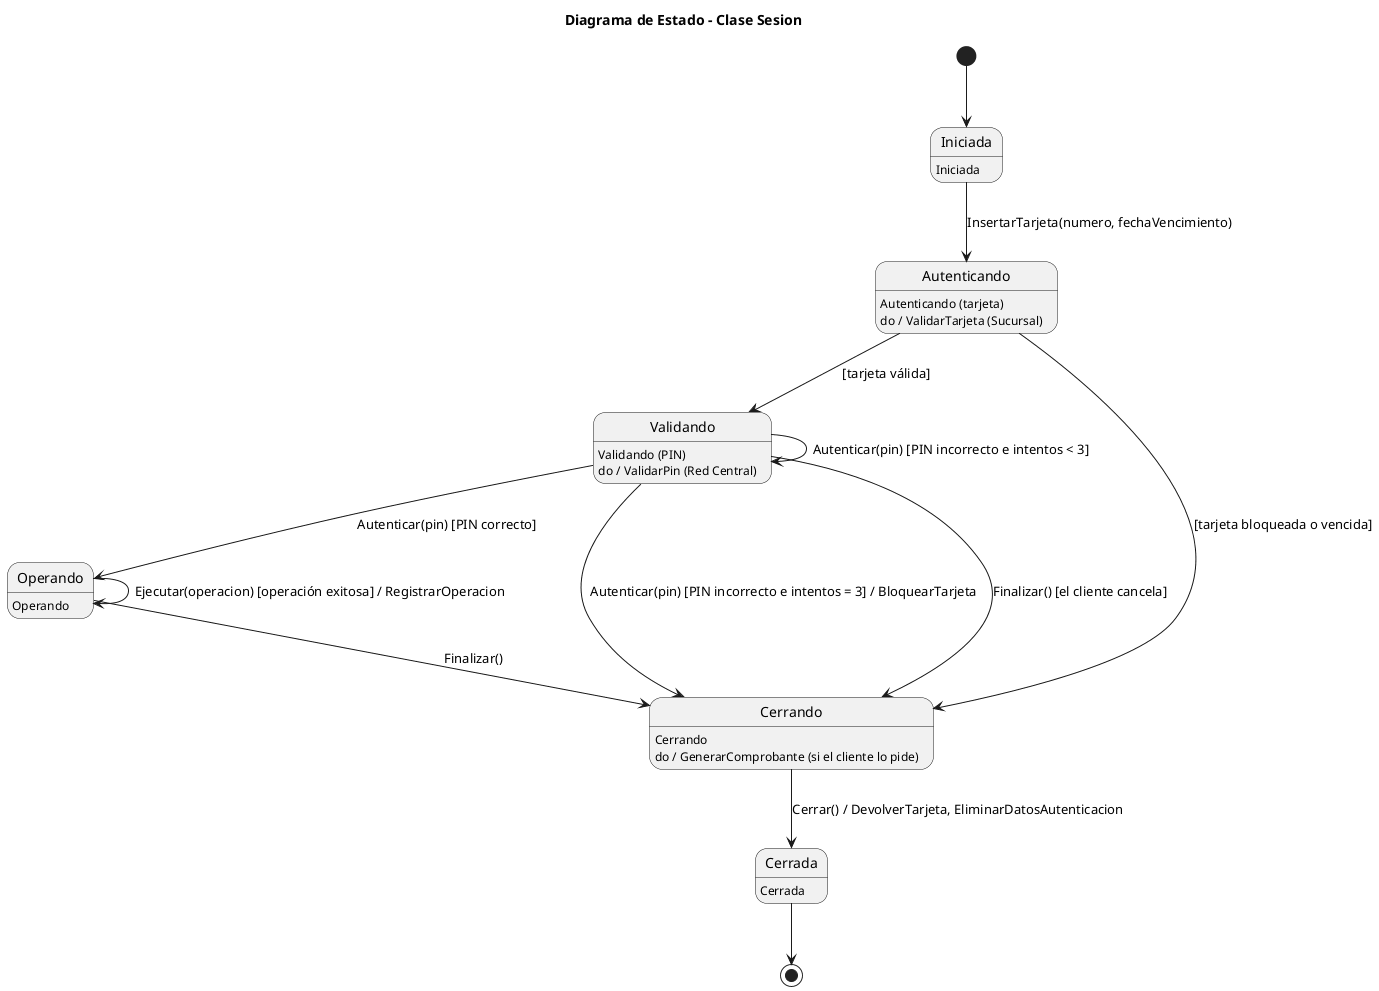 Diagrama de Estado - Clase Sesion
Iniciada
Iniciada
InsertarTarjeta(numero, fechaVencimiento)
Autenticando
Autenticando (tarjeta)
do / ValidarTarjeta (Sucursal)
[tarjeta válida]
Validando
Validando (PIN)
do / ValidarPin (Red Central)
Autenticar(pin) [PIN incorrecto e intentos < 3]
Autenticar(pin) [PIN correcto]
[tarjeta bloqueada o vencida]
Operando
Operando
Ejecutar(operacion) [operación exitosa] / RegistrarOperacion
Autenticar(pin) [PIN incorrecto e intentos = 3] / BloquearTarjeta
Finalizar() [el cliente cancela]
Finalizar()
Cerrando
Cerrando
do / GenerarComprobante (si el cliente lo pide)
Cerrar() / DevolverTarjeta, EliminarDatosAutenticacion
Cerrada
Cerrada